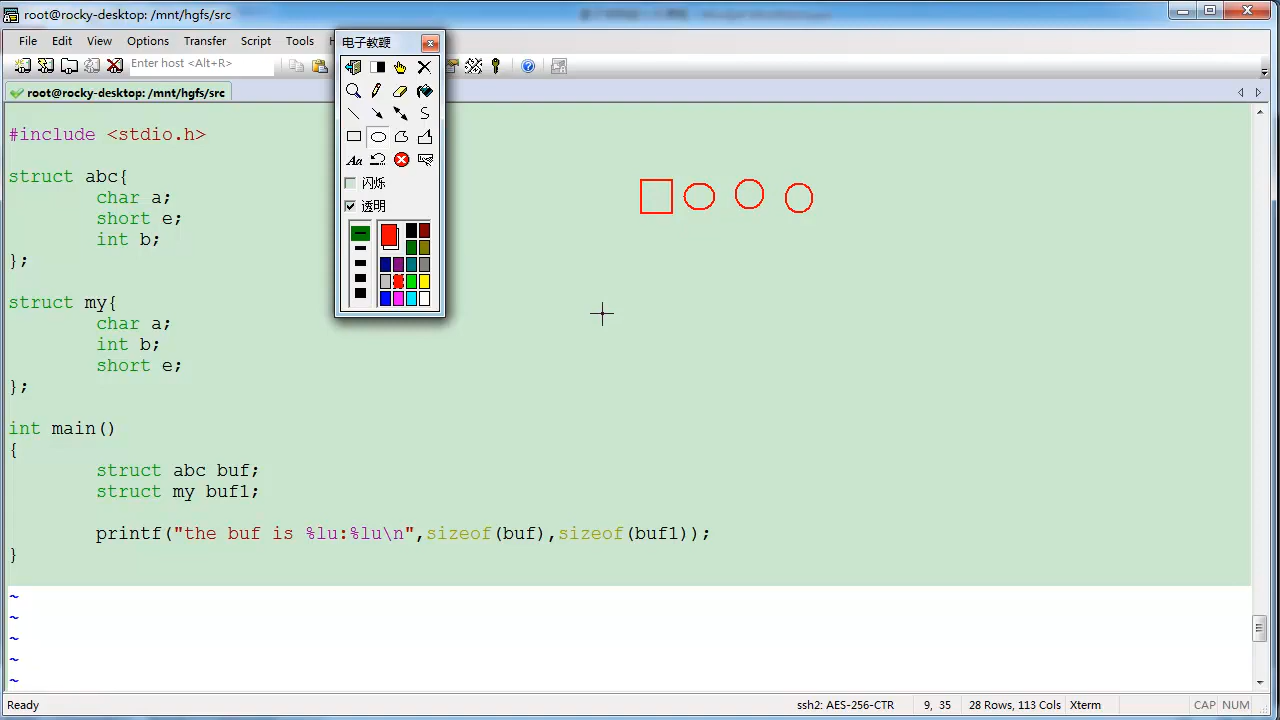 root@rocky-desktop: /mnt/hgfs/src
File Edit View Options Transfer Script Tools
电子教鞭
Enter host <Alt+R>
root@rocky-desktop: /mnt/hgfs/src
#include <stdio.h>
struct abc{
char a;
short e;
int b;
};
struct my{
char a;
int b;
short e;
};
int main()
{
struct abc buf;
struct my buf1;
printf("the buf is %lu:%lu\n",sizeof(buf),sizeof(buf1));
}
~
~
~
~
~
Aa
闪烁
透明
Ready
ssh2: AES-256-CTR
9, 35
28 Rows, 113 Cols
Xterm
CAP NUM